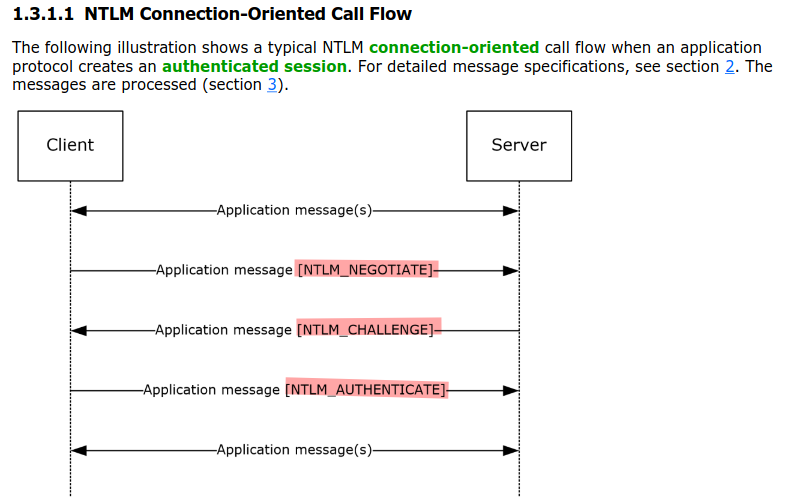 1.3.1.1 NTLM Connection-Oriented Call Flow
The following illustration shows a typical NTLM connection-oriented call flow when an application
protocol creates an authenticated session. For detailed message specifications, see section 2. The
messages are processed (section 3).
Client
Server
Application message(s)
Application message [NTLM_NEGOTIATE]
Application message [NTLM_CHALLENGE]
Application message [NTLM_AUTHENTICATE]
Application message(s)